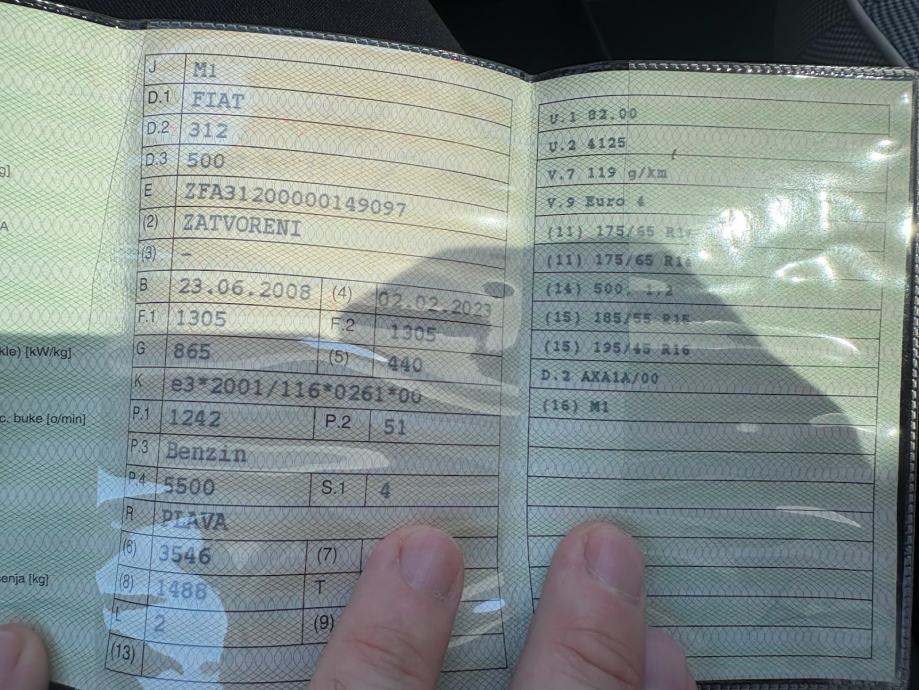 g]
A
kle) [kW/kg]
c. buke [o/min]
enja [kg]
J M1
D.1 FIAT
D.2 312
D.3 500
E ZFA31200000149097
(2) ZATVORENI
(3) -
B 23.06.2008 (4) 02.02.2023
F.1 1305 F.2 1305
G 865 (5) 440
K e3*2001/116*0261*00
P.1 1242 P.2 51
P.3 Benzin
P.4 5500 S.1 4
R PLAVA
(6) 3546 (7)
(8) 1488 T
L 2 (9)
(13)
U.1 82.00
U.2 4125
V.7 119 g/km
V.9 Euro 4
(11) 175/65
(11) 175/65
(14) 500 1,2
(15) 185/55 R15
(15) 195/45 R16
D.2 AXA1A/00
(16) M1